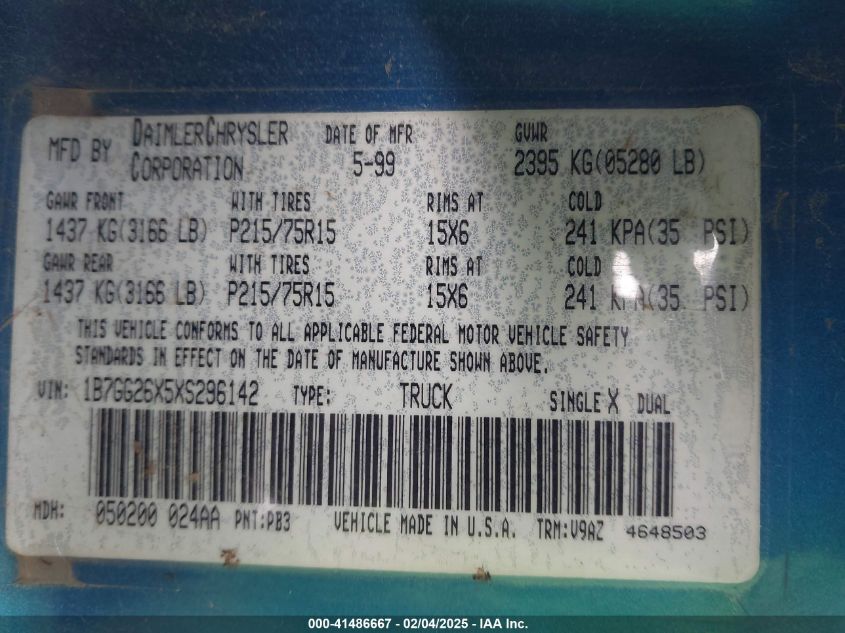 MFD BY DAIMLERCHRYSLER CORPORATION DATE OF MFR 5-99 GVWR 2395 KG(05280 LB)
GAWR FRONT WITH TIRES RIMS AT COLD
1437 KG(3166 LB) P215/75R15 15X6 241 KPA(35 PSI)
GAWR REAR WITH TIRES RIMS AT COLD
1437 KG(3166 LB) P215/75R15 15X6 241 KPA(35 PSI)
THIS VEHICLE CONFORMS TO ALL APPLICABLE FEDERAL MOTOR VEHICLE SAFETY
STANDARDS IN EFFECT ON THE DATE OF MANUFACTURE SHOWN ABOVE.
VIN: 1B7GG26X5XS296142 TYPE: TRUCK SINGLE X DUAL
MDH: 050200 024AA PNT:PB3 VEHICLE MADE IN U.S.A. TRM:V9AZ 4648503
000-41486667 - 02/04/2025 - IAA Inc.